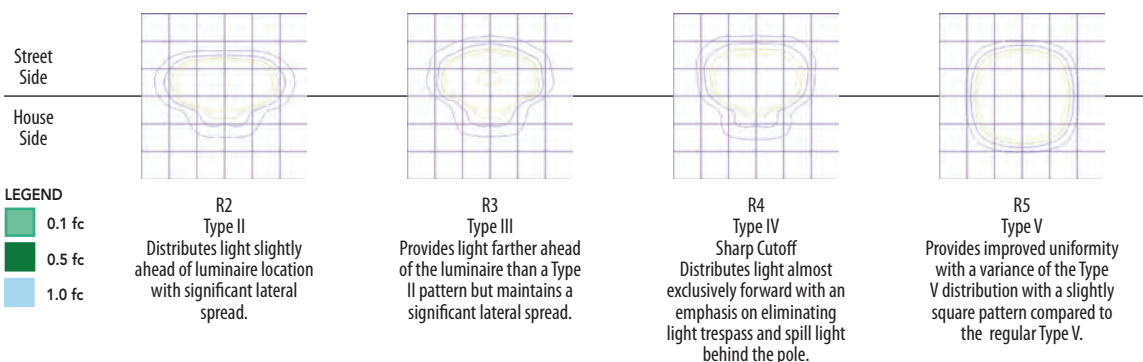 Street
Side
House
Side
LEGEND
0.1 fc
0.5 fc
1.0 fc
R2
Type II
Distributes light slightly
ahead of luminaire location
with significant lateral
spread.
R3
Type III
Provides light farther ahead
of the luminaire than a Type
II pattern but maintains a
significant lateral spread.
R4
Type IV
Sharp Cutoff
Distributes light almost
exclusively forward with an
emphasis on eliminating
light trespass and spill light
behind the pole.
R5
Type V
Provides improved uniformity
with a variance of the Type
V distribution with a slightly
square pattern compared to
the regular Type V.